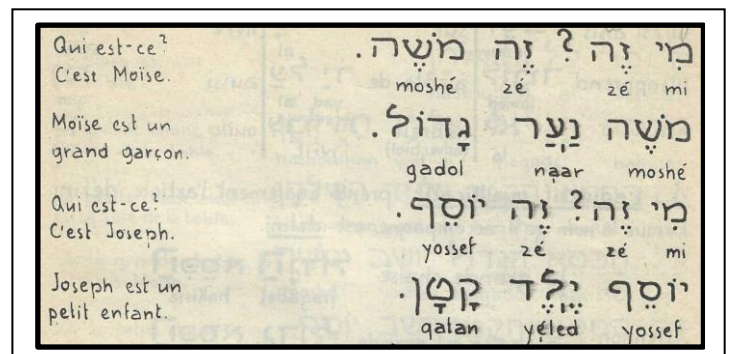 Qui est-ce?
C'est Moïse.
מִי זֶה? זֶה מֹשֶׁה.
moshé zé zé mi
Moïse est un
grand garçon.
מֹשֶׁה נַעַר גָּדוֹל.
gadol naar moshé
Qui est-ce?
C'est Joseph.
מִי זֶה? זֶה יוֹסֵף.
yossef zé zé mi
Joseph est un
petit enfant.
יוֹסֵף יֶלֶד קָטָן.
qatan yéled yossef